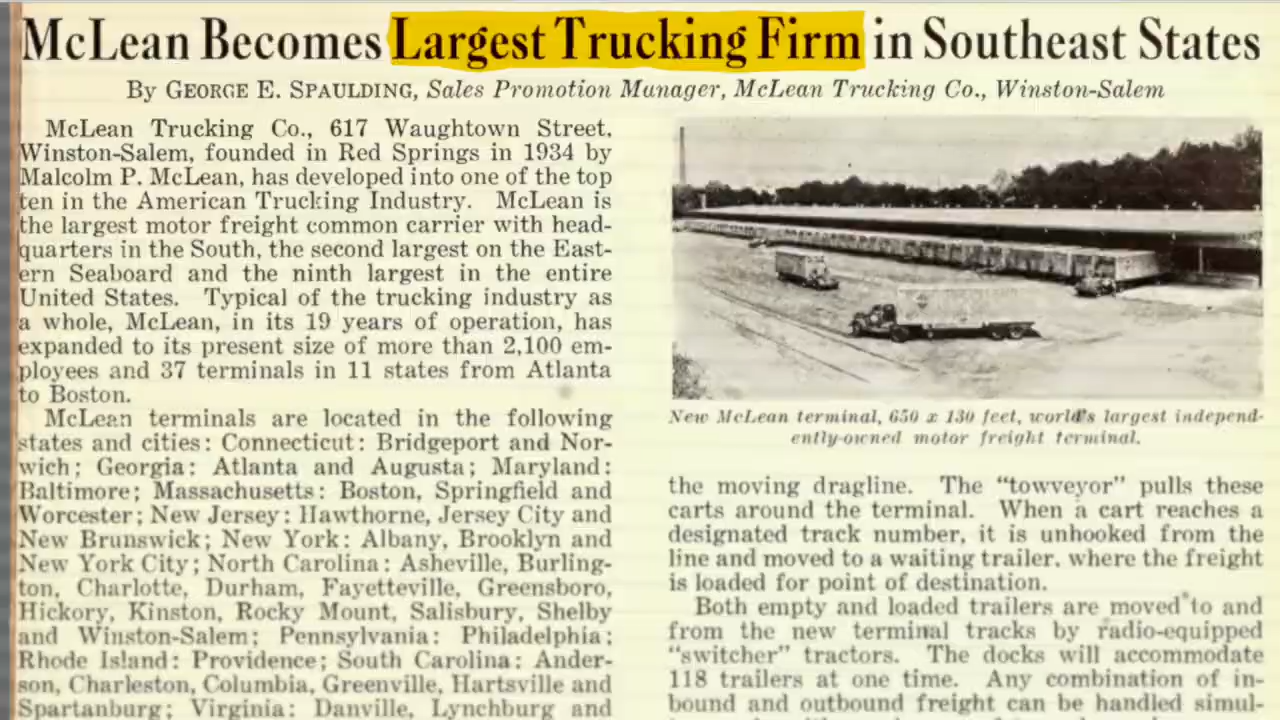 McLean Becomes Largest Trucking Firm in Southeast States
By GEORGE E. SPAULDING, Sales Promotion Manager, McLean Trucking Co., Winston-Salem
McLean Trucking Co., 617 Waughtown Street,
Winston-Salem, founded in Red Springs in 1934 by
Malcolm P. McLean, has developed into one of the top
ten in the American Trucking Industry. McLean is
the largest motor freight common carrier with head-
quarters in the South, the second largest on the East-
ern Seaboard and the ninth largest in the entire
United States. Typical of the trucking industry as
a whole, McLean, in its 19 years of operation, has
expanded to its present size of more than 2,100 em-
ployees and 37 terminals in 11 states from Atlanta
to Boston.
McLean terminals are located in the following
states and cities: Connecticut: Bridgeport and Nor-
wich; Georgia: Atlanta and Augusta; Maryland:
Baltimore; Massachusetts: Boston, Springfield and
Worcester; New Jersey: Hawthorne, Jersey City and
New Brunswick; New York: Albany, Brooklyn and
New York City; North Carolina: Asheville, Burling-
ton, Charlotte, Durham, Fayetteville, Greensboro,
Hickory, Kinston, Rocky Mount, Salisbury, Shelby
and Winston-Salem; Pennsylvania: Philadelphia;
Rhode Island: Providence; South Carolina: Ander-
son, Charleston, Columbia, Greenville, Hartsville and
Spartanburg; Virginia: Danville, Lynchburg and
New McLean terminal, 650 x 130 feet, world's largest independ-
ently-owned motor freight terminal.
the moving dragline. The "towveyor" pulls these
carts around the terminal. When a cart reaches a
designated track number, it is unhooked from the
line and moved to a waiting trailer, where the freight
is loaded for point of destination.
Both empty and loaded trailers are moved to and
from the new terminal tracks by radio-equipped
"switcher" tractors. The docks will accommodate
118 trailers at one time. Any combination of in-
bound and outbound freight can be handled simul-